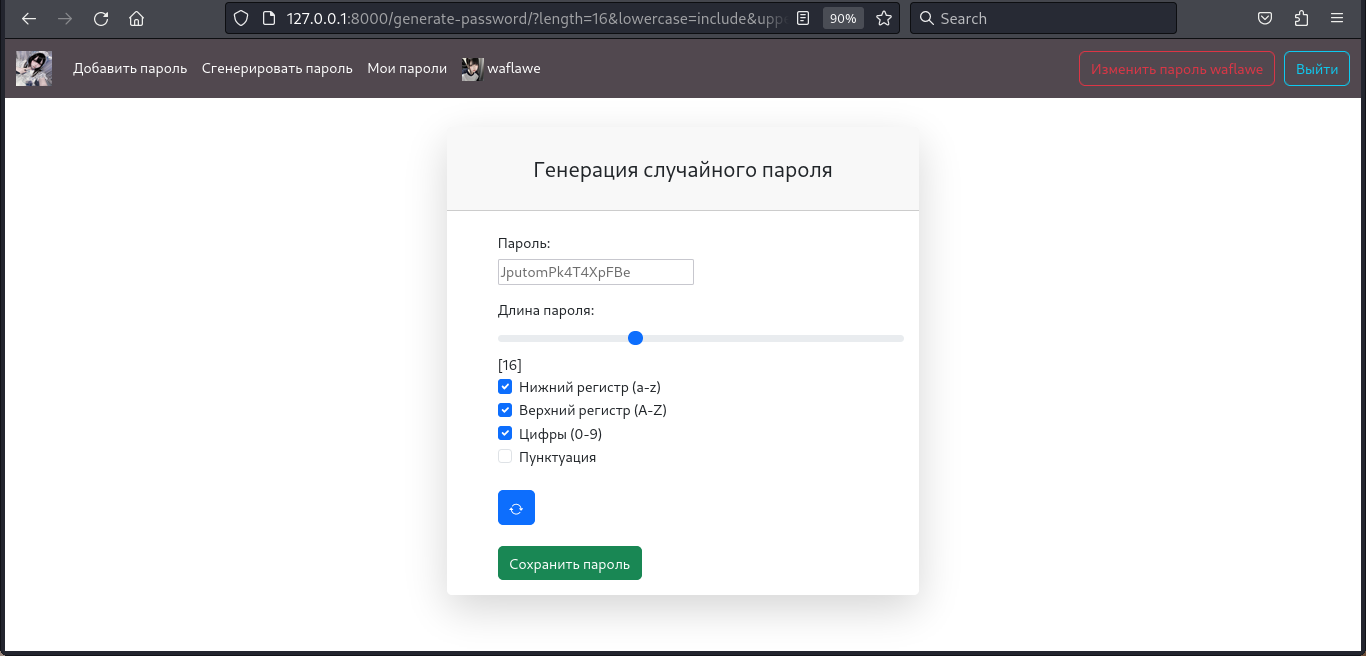 127.0.0.1:8000/generate-password/?length=16&lowercase=include&uppe
90%
Search
Добавить пароль
Сгенерировать пароль
Мои пароли
waflawe
Изменить пароль waflawe
Выйти
Генерация случайного пароля
Пароль:
JputomPk4T4XpFBe
Длина пароля:
[16]
Нижний регистр (a-z)
Верхний регистр (A-Z)
Цифры (0-9)
Пунктуация
Сохранить пароль